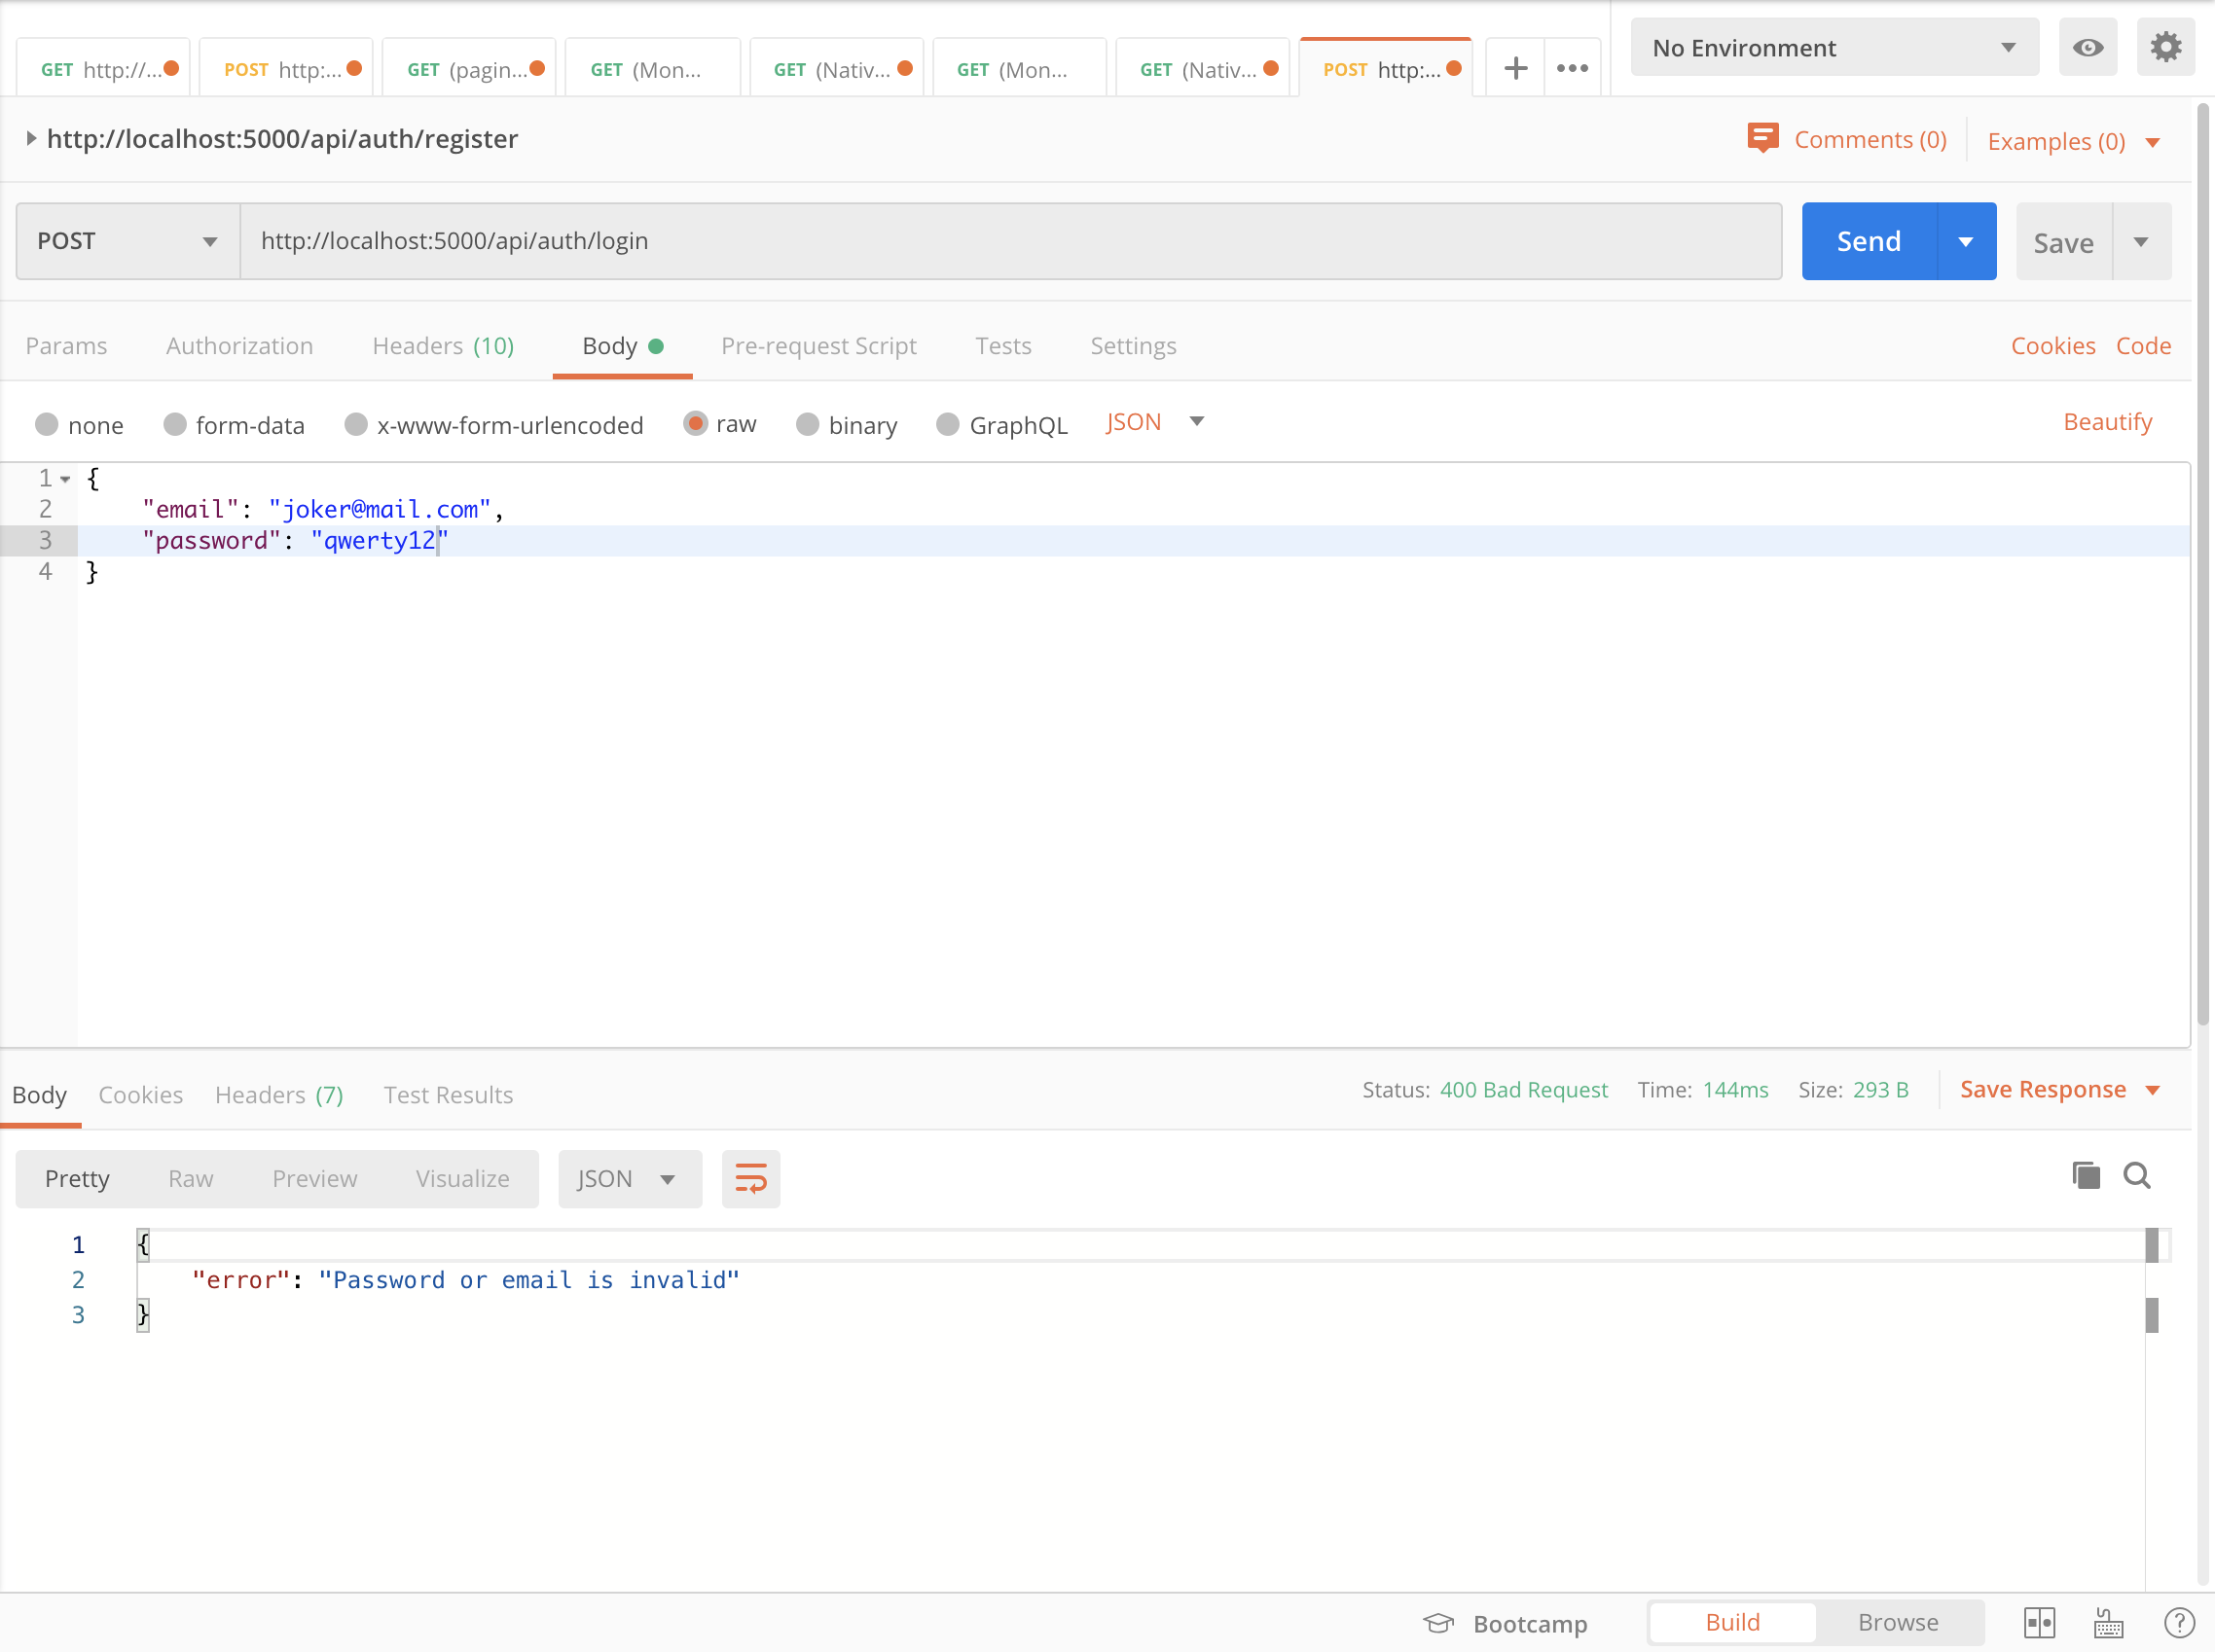 GET http://...
POST http:...
GET (pagin...
GET (Mon...
GET (Nativ...
GET (Mon...
GET (Nativ...
POST http:...
No Environment
http://localhost:5000/api/auth/register
Comments (0)
Examples (0)
POST
http://localhost:5000/api/auth/login
Send
Save
Params Authorization Headers (10) Body Pre-request Script Tests Settings
Cookies Code
none form-data x-www-form-urlencoded raw binary GraphQL JSON
Beautify
1 {
2 "email": "joker@mail.com",
3 "password": "qwerty12"
4 }
Body Cookies Headers (7) Test Results
Status: 400 Bad Request Time: 144ms Size: 293 B
Save Response
Pretty Raw Preview Visualize JSON
1 {
2 "error": "Password or email is invalid"
3 }
Bootcamp
Build Browse
?